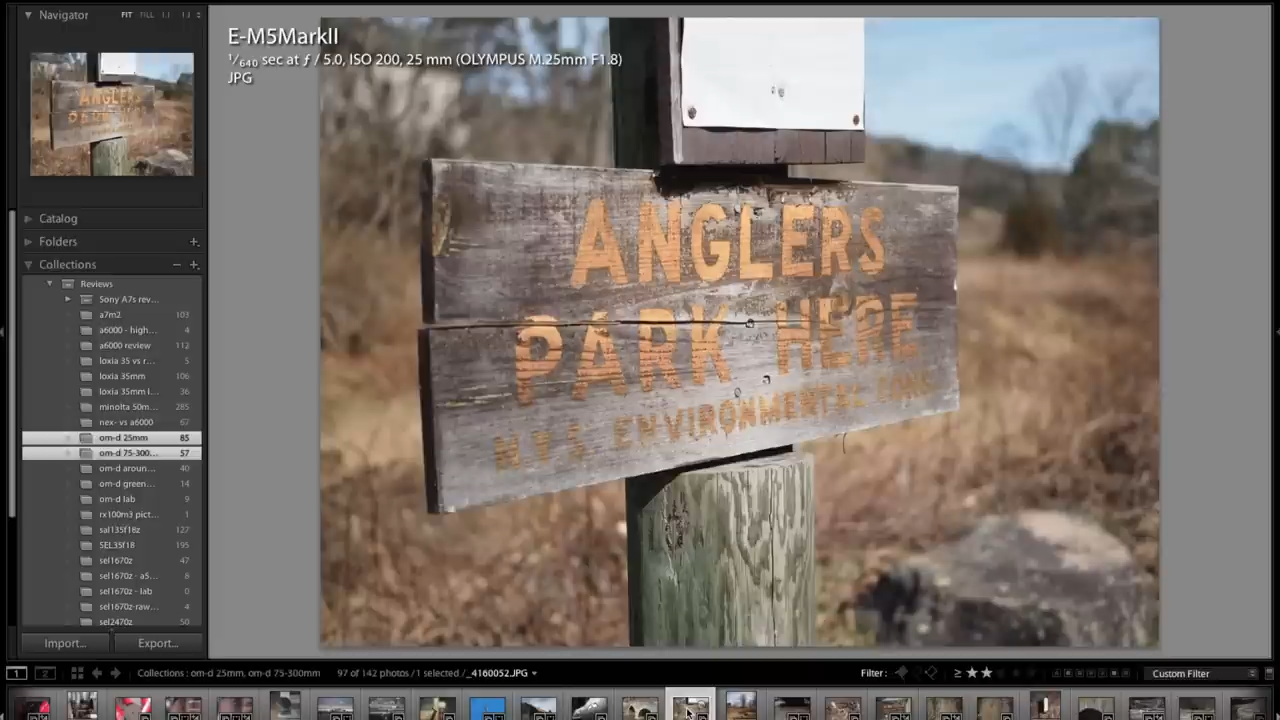 Navigator FIT FILL 1:1
E-M5MarkII
1/640 sec at f / 5.0, ISO 200, 25 mm (OLYMPUS M.25mm F1.8)
JPG
ANGLERS
PARK HERE
N.Y.S. ENVIRONMENTAL
Catalog
Folders
Collections
Reviews
Sony A7s rev...
a7m2 103
a6000 - high... 4
a6000 review 112
loxia 35 vs r... 5
loxia 35mm 106
loxia 35mm i... 36
minolta 50m... 285
nex- vs a6000 67
om-d 25mm 85
om-d 75-300... 57
om-d aroun... 40
om-d green... 14
om-d lab 9
rx100m3 pict... 1
sal135f18z 127
SEL35f18 195
sel1670z 47
sel1670z - a5... 8
sel1670z - lab 0
sel1670z-raw... 4
sel2470z 50
Import... Export...
1 2 Collections : om-d 25mm, om-d 75-300mm 97 of 142 photos / 1 selected / _4160052.JPG Filter : ≥ ★★ Custom Filter